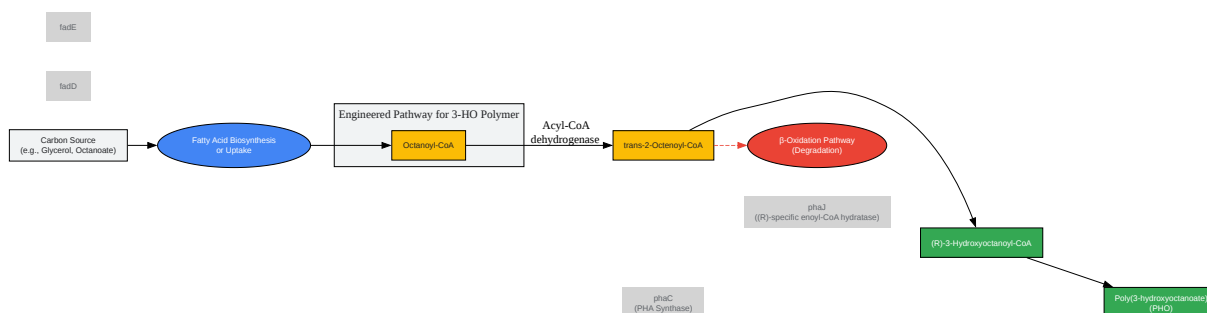 fadE
fadD
Carbon Source
(e.g., Glycerol, Octanoate)
Fatty Acid Biosynthesis
or Uptake
Engineered Pathway for 3-HO Polymer
Octanoyl-CoA
Acyl-CoA
dehydrogenase
trans-2-Octenoyl-CoA
β-Oxidation Pathway
(Degradation)
phaJ
((R)-specific enoyl-CoA hydratase)
(R)-3-Hydroxyoctanoyl-CoA
phaC
(PHA Synthase)
Poly(3-hydroxyoctanoate)
(PHO)